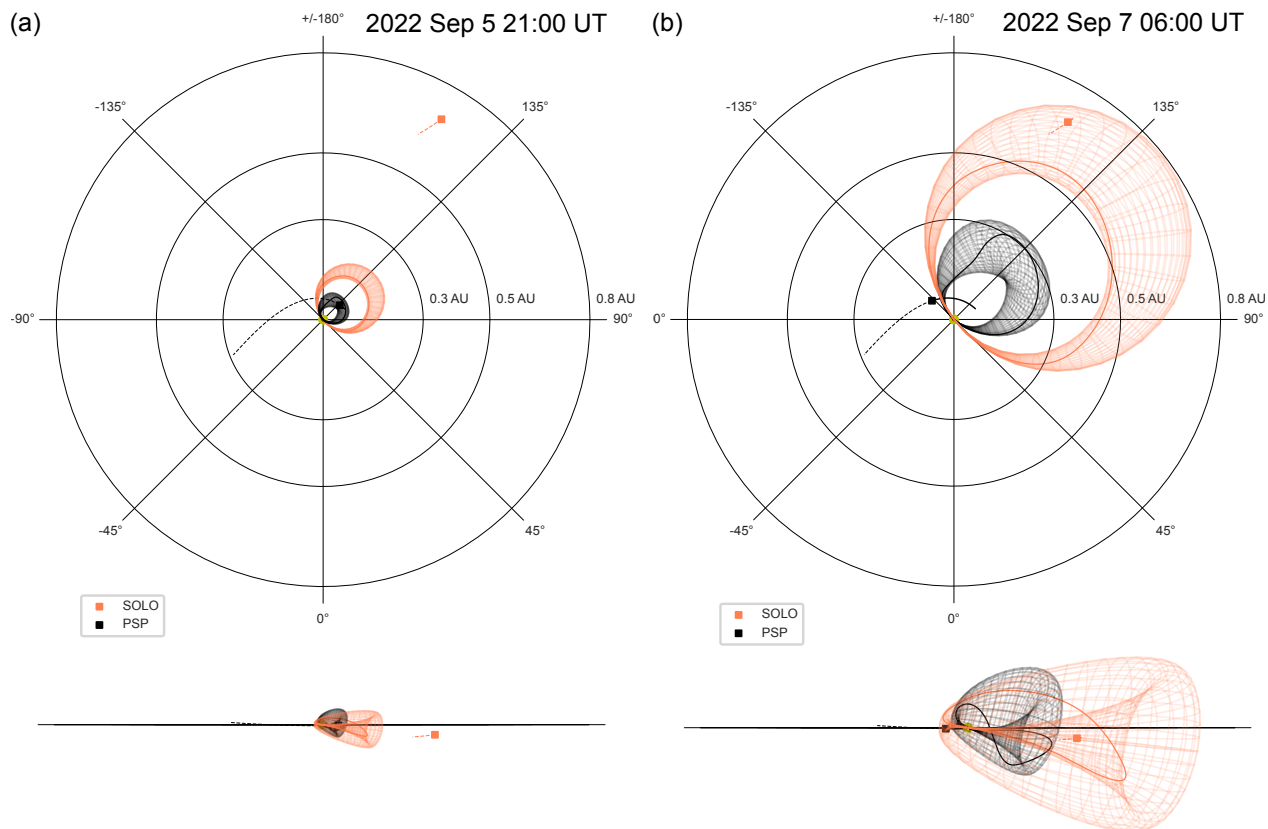 (a)
2022 Sep 5 21:00 UT
+/-180°
-135°
135°
-90°
0.3 AU
0.5 AU
0.8 AU
90°
-45°
45°
0°
SOLO
PSP
(b)
2022 Sep 7 06:00 UT
+/-180°
-135°
135°
0°
0.3 AU
0.5 AU
0.8 AU
90°
-45°
45°
0°
SOLO
PSP